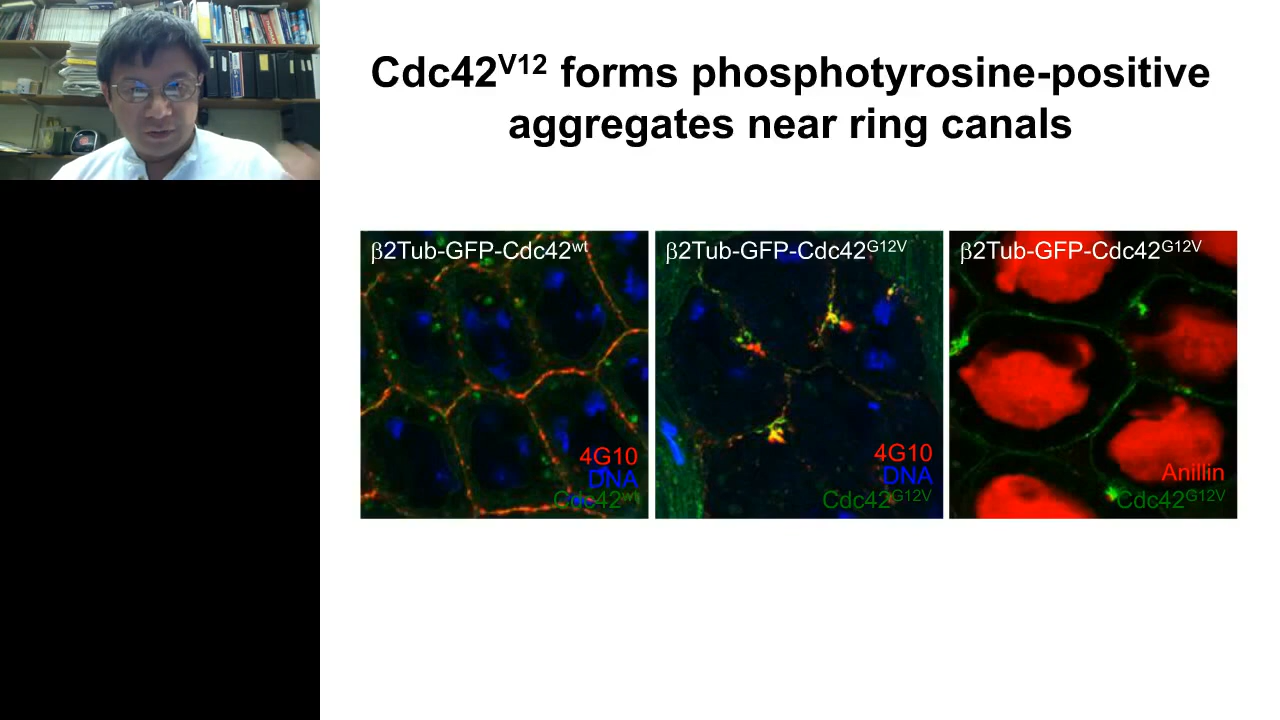 Cdc42V12 forms phosphotyrosine-positive
aggregates near ring canals
β2Tub-GFP-Cdc42wt
4G10
DNA
Cdc42wt
β2Tub-GFP-Cdc42G12V
4G10
DNA
Cdc42G12V
β2Tub-GFP-Cdc42G12V
Anillin
Cdc42G12V